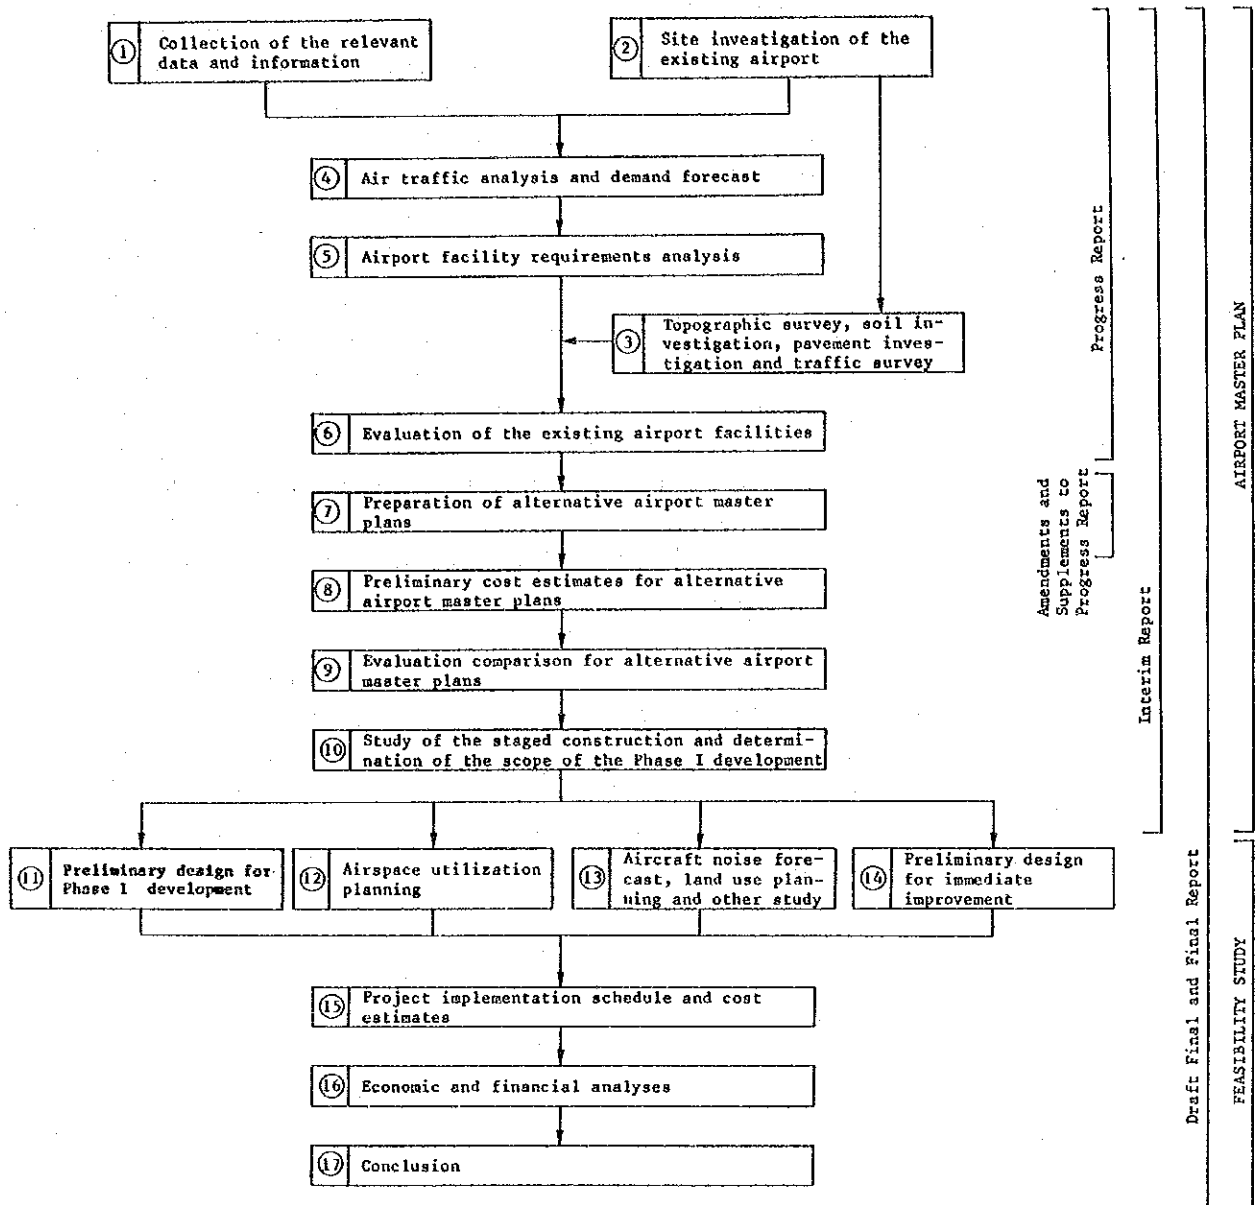 1 Collection of the relevant
data and information
2 Site investigation of the
existing airport
4 Air traffic analysis and demand forecast
5 Airport facility requirements analysis
3 Topographic survey, soil in-
vestigation, pavement inves-
tigation and traffic survey
6 Evaluation of the existing airport facilities
7 Preparation of alternative airport master
plans
8 Preliminary cost estimates for alternative
airport master plans
9 Evaluation comparison for alternative airport
master plans
10 Study of the staged construction and determi-
nation of the scope of the Phase I development
11 Preliminary design for
Phase I development
12 Airspace utilization
planning
13 Aircraft noise fore-
cast, land use plan-
ning and other study
14 Preliminary design
for immediate
improvement
15 Project implementation schedule and cost
estimates
16 Economic and financial analyses
17 Conclusion
Progress Report
Amendments and
Supplements to
Progress Report
Interim Report
Draft Final and Final Report
AIRPORT MASTER PLAN
FEASIBILITY STUDY